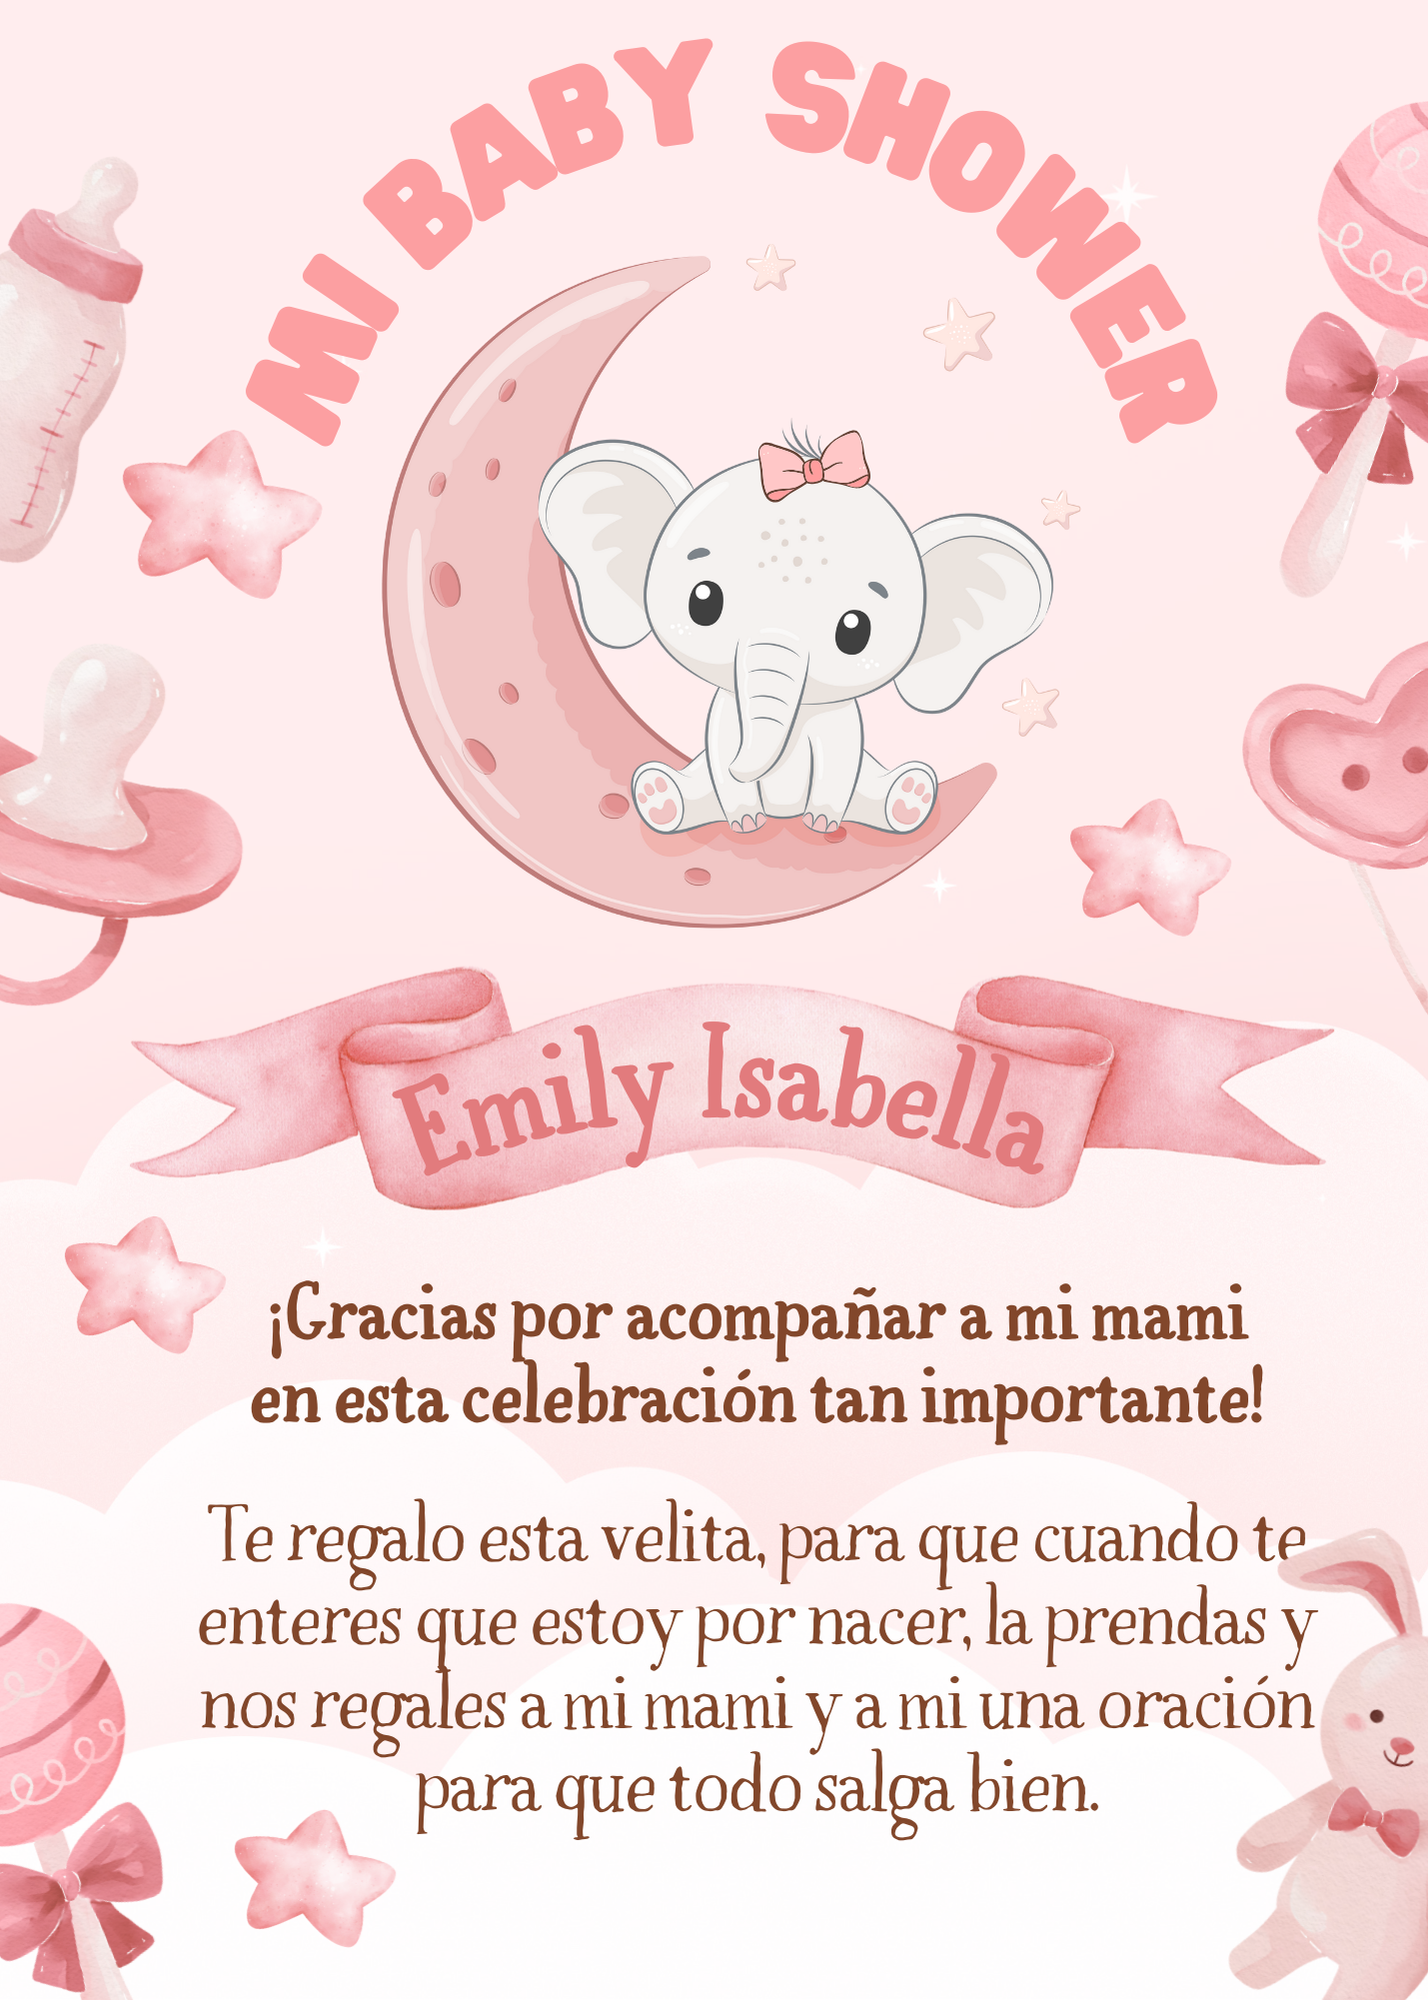 MI BABY SHOWER
Emily Isabella
¡Gracias por acompañar a mi mami
en esta celebración tan importante!
Te regalo esta velita, para que cuando te
enteres que estoy por nacer, la prendas y
nos regales a mi mami y a mi una oración
para que todo salga bien.